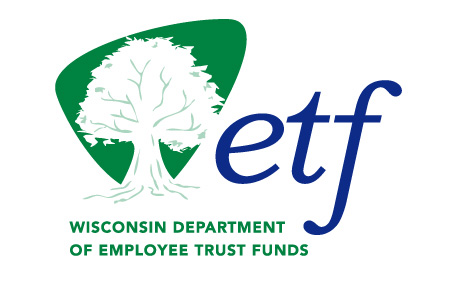 etf
WISCONSIN DEPARTMENT
OF EMPLOYEE TRUST FUNDS